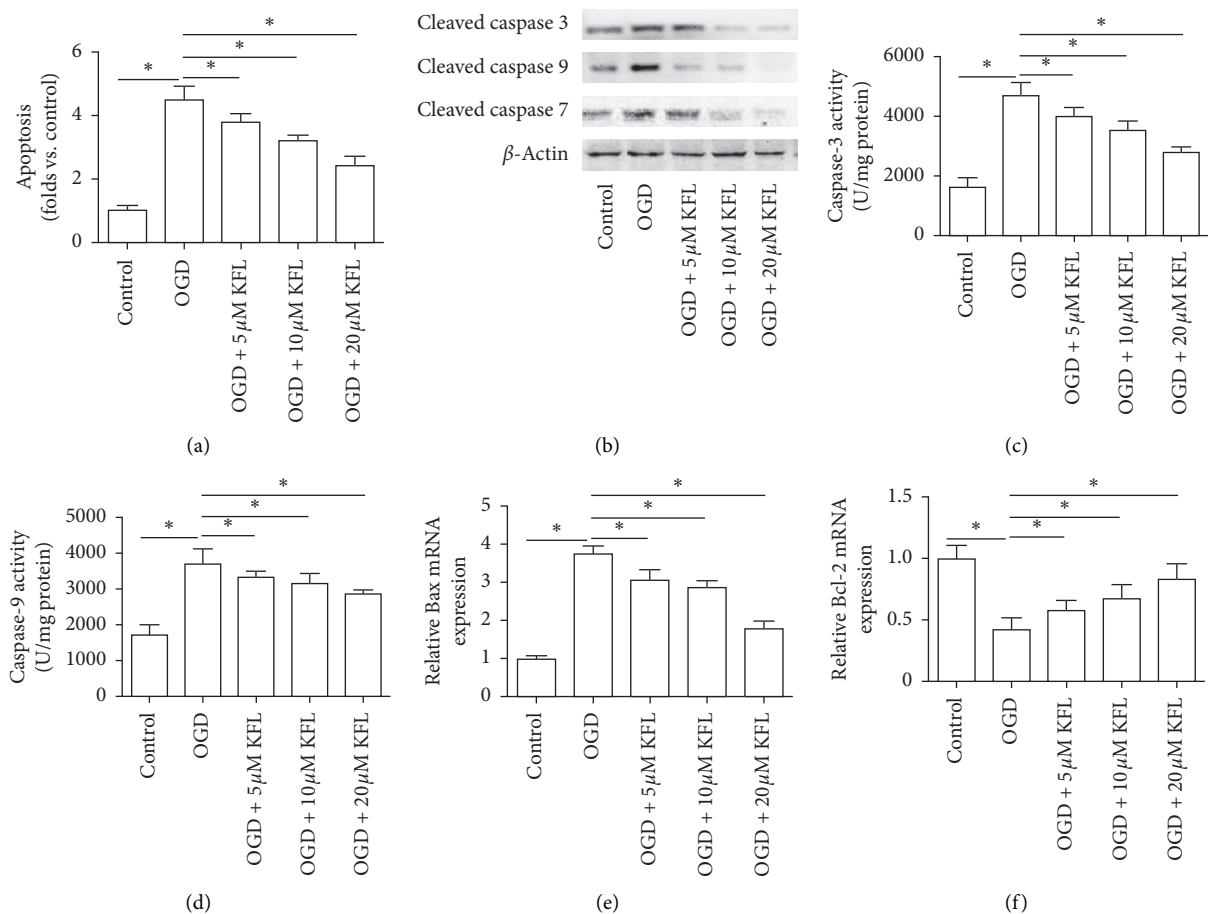 *
*
*
*
Apoptosis
(folds vs. control)
6
4
2
0
Control
OGD
OGD + 5 μM KFL
OGD + 10 μM KFL
OGD + 20 μM KFL
(a)
Cleaved caspase 3
Cleaved caspase 9
Cleaved caspase 7
β-Actin
Control
OGD
OGD + 5 μM KFL
OGD + 10 μM KFL
OGD + 20 μM KFL
(b)
*
*
*
*
Caspase-3 activity
(U/mg protein)
6000
4000
2000
0
Control
OGD
OGD + 5 μM KFL
OGD + 10 μM KFL
OGD + 20 μM KFL
(c)
*
*
*
*
Caspase-9 activity
(U/mg protein)
5000
4000
3000
2000
1000
0
Control
OGD
OGD + 5 μM KFL
OGD + 10 μM KFL
OGD + 20 μM KFL
(d)
*
*
*
*
Relative Bax mRNA
expression
5
4
3
2
1
0
Control
OGD
OGD + 5 μM KFL
OGD + 10 μM KFL
OGD + 20 μM KFL
(e)
*
*
*
*
Relative Bcl-2 mRNA
expression
1.5
1.0
0.5
0
Control
OGD
OGD + 5 μM KFL
OGD + 10 μM KFL
OGD + 20 μM KFL
(f)